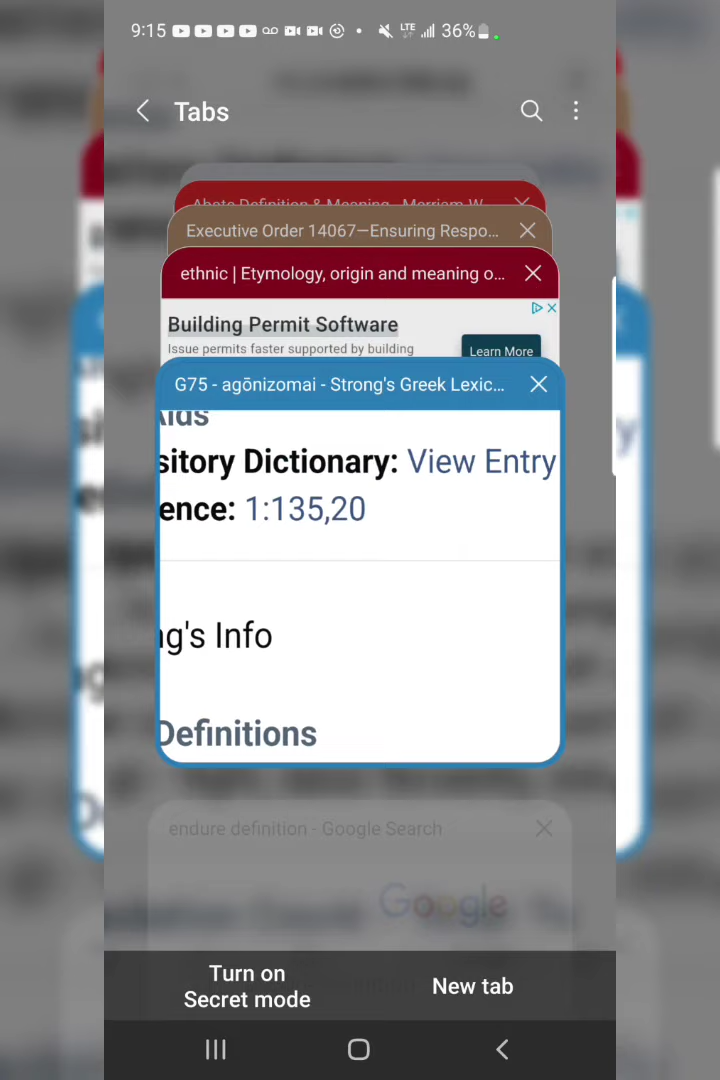 9:15 LTE 36%
Tabs
Abate Definition & Meaning - Merriam-W...
Executive Order 14067—Ensuring Respo...
ethnic | Etymology, origin and meaning o...
Building Permit Software
Issue permits faster supported by building
Learn More
G75 - agōnizomai - Strong's Greek Lexic...
Aids
sitory Dictionary: View Entry
ence: 1:135,20
ng's Info
Definitions
endure definition - Google Search
Google
Turn on
Secret mode
New tab